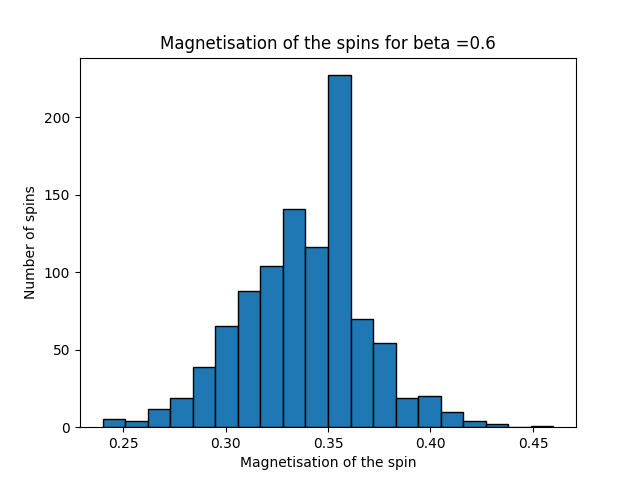 Magnetisation of the spins for beta =0.6
Number of spins
200
150
100
50
0
0.25 0.30 0.35 0.40 0.45
Magnetisation of the spin